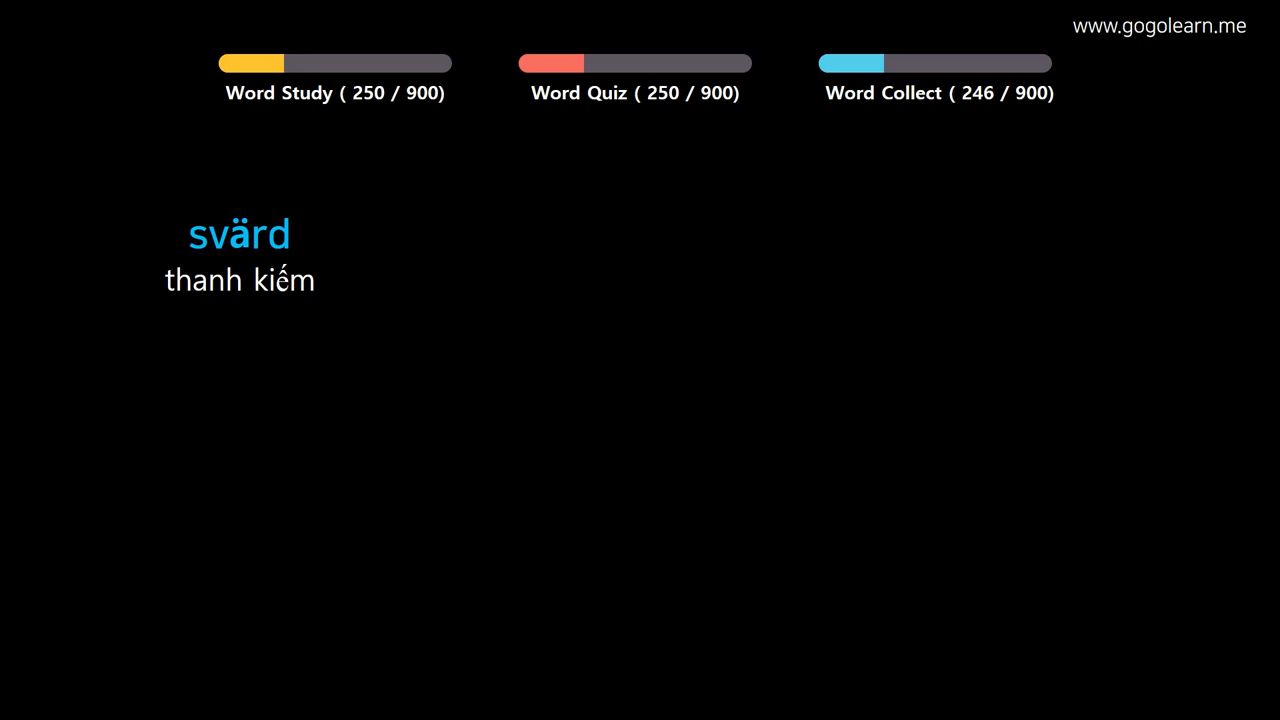 www.gogolearn.me
Word Study ( 250 / 900)
Word Quiz ( 250 / 900)
Word Collect ( 246 / 900)
svärd
thanh kiếm